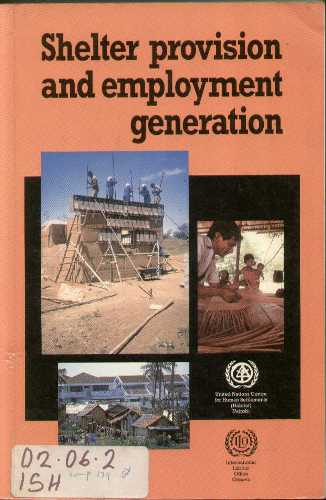 Shelter provision
and employment
generation
United Nations Centre
for Human Settlements
(Habitat)
Nairobi
ILO
International
Labour
Office
Geneva
02.06.2
ISH